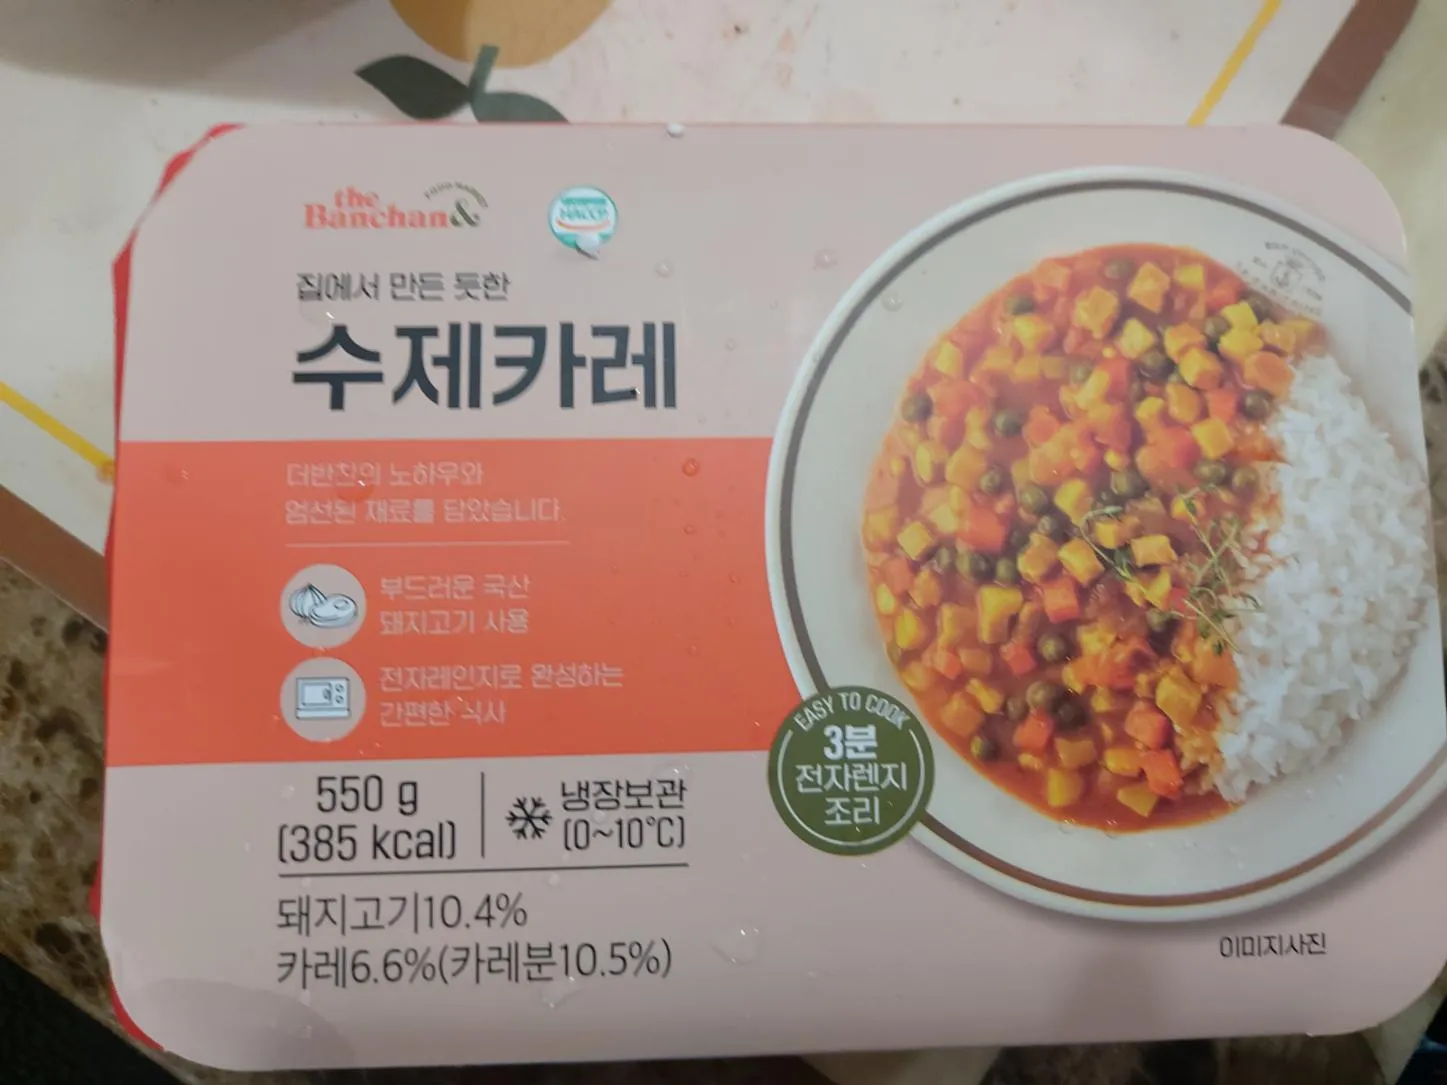 the
Banchan&
HACCP
집에서 만든 듯한
수제카레
더반찬의 노하우와
엄선된 재료를 담았습니다.
부드러운 국산
돼지고기 사용
전자레인지로 완성하는
간편한 식사
550 g
(385 kcal)
냉장보관
(0~10°C)
돼지고기10.4%
카레6.6%(카레분10.5%)
EASY TO COOK
3분
전자렌지
조리
이미지사진